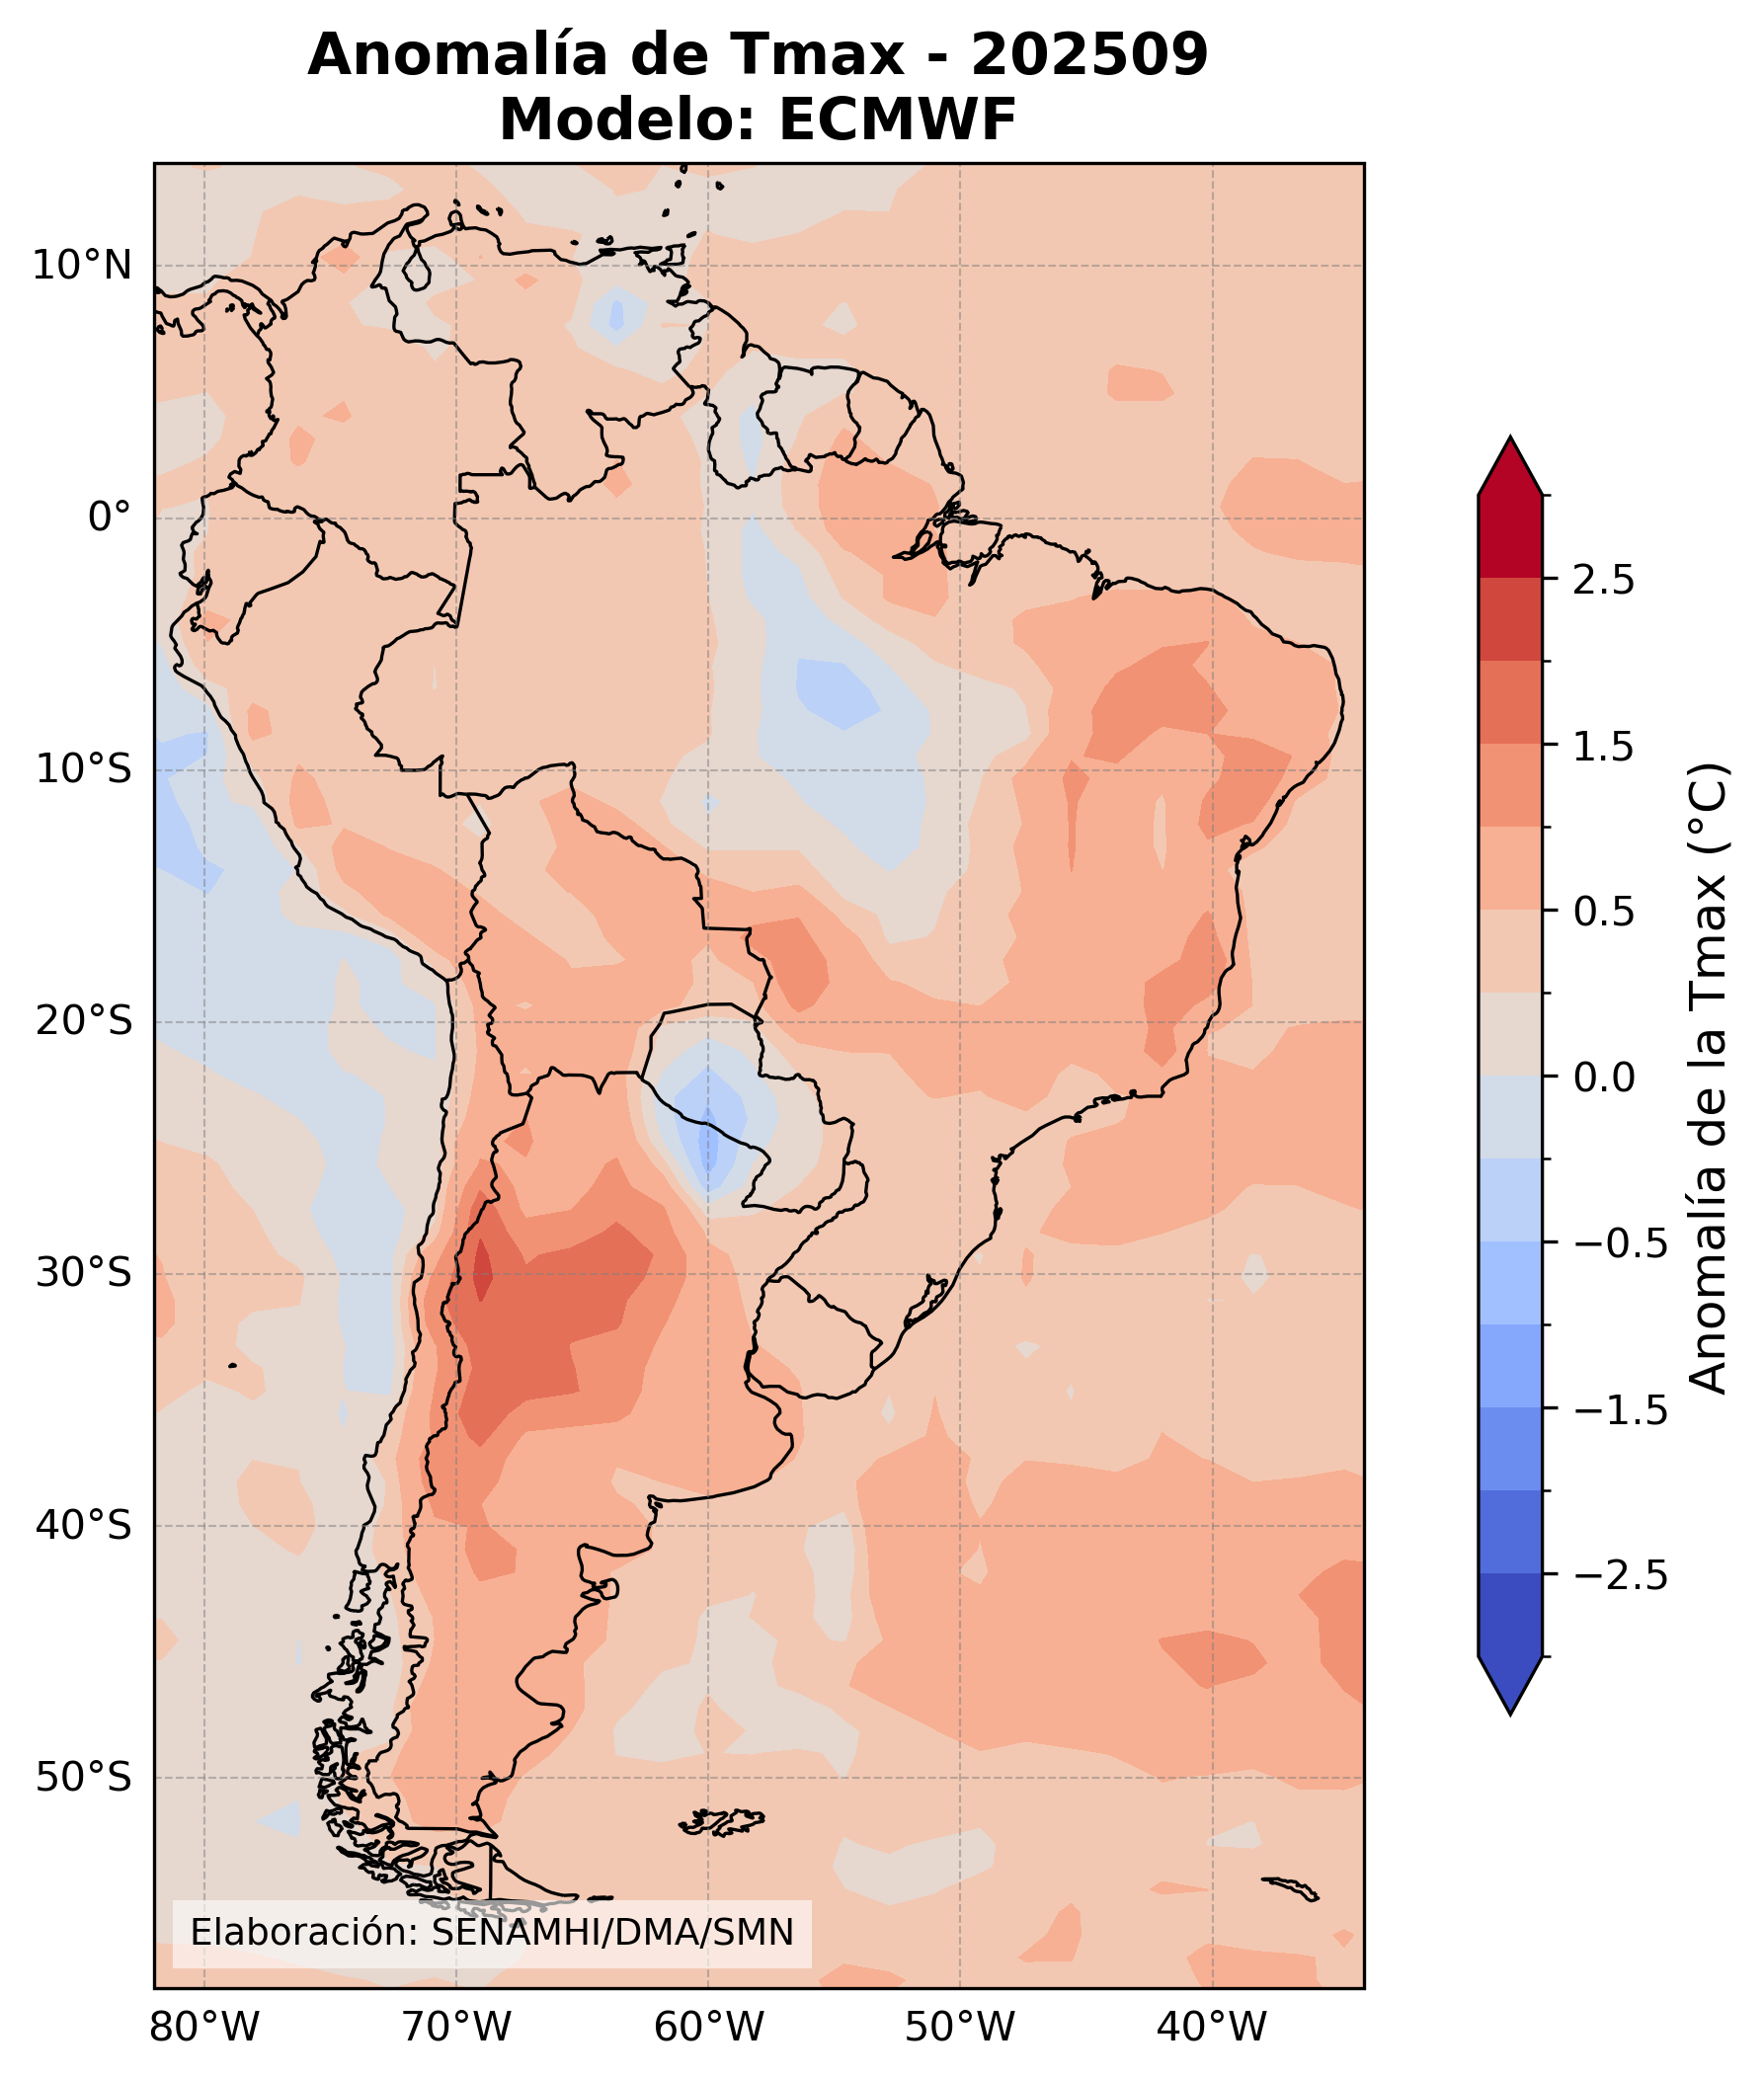 Anomalía de Tmax - 202509
Modelo: ECMWF
10°N
0°
10°S
20°S
30°S
40°S
50°S
80°W 70°W 60°W 50°W 40°W
2.5
1.5
0.5
0.0
−0.5
−1.5
−2.5
Anomalía de la Tmax (°C)
Elaboración: SENAMHI/DMA/SMN